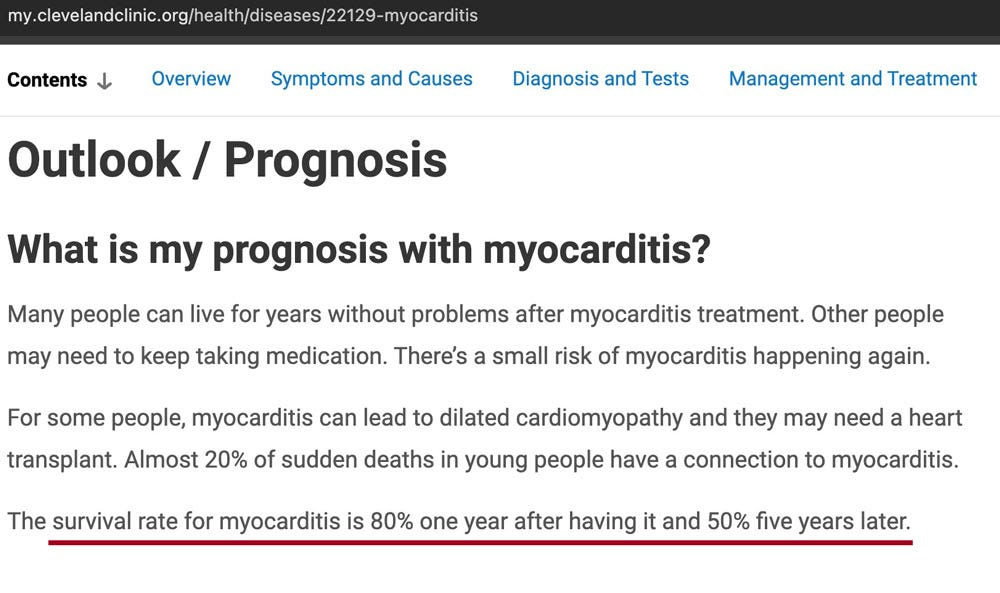 my.clevelandclinic.org/health/diseases/22129-myocarditis
Contents ↓ Overview Symptoms and Causes Diagnosis and Tests Management and Treatment
Outlook / Prognosis
What is my prognosis with myocarditis?
Many people can live for years without problems after myocarditis treatment. Other people
may need to keep taking medication. There’s a small risk of myocarditis happening again.
For some people, myocarditis can lead to dilated cardiomyopathy and they may need a heart
transplant. Almost 20% of sudden deaths in young people have a connection to myocarditis.
The survival rate for myocarditis is 80% one year after having it and 50% five years later.